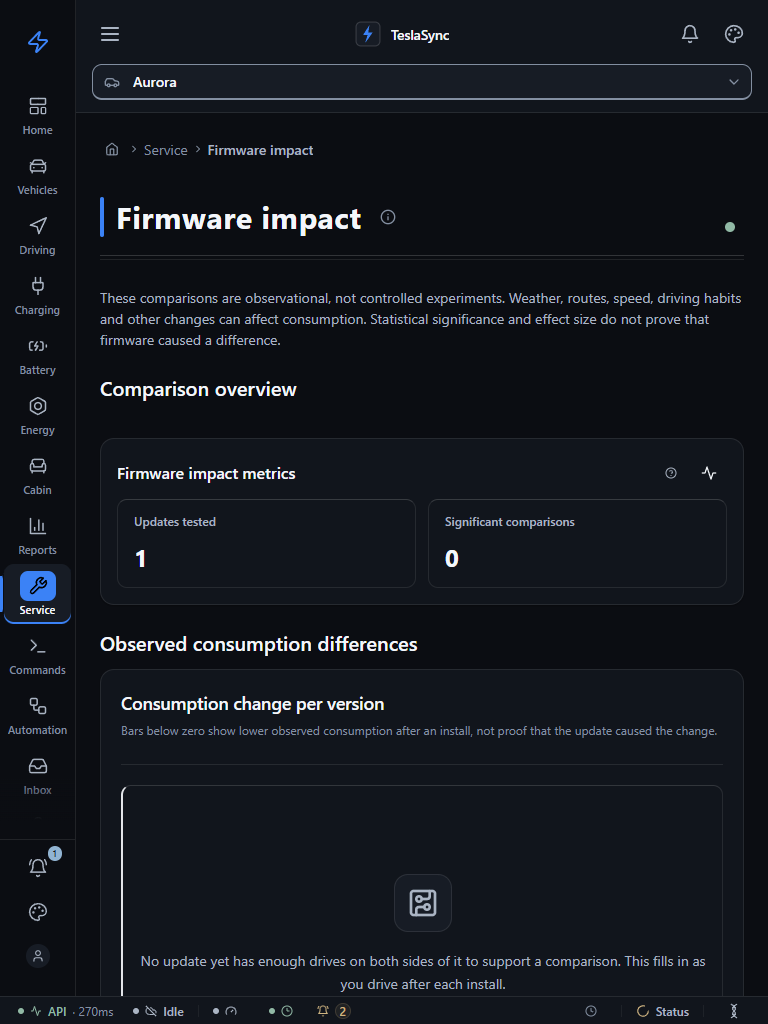 TeslaSync
Aurora
Home
Vehicles
Driving
Charging
Battery
Energy
Cabin
Reports
Service
Commands
Automation
Inbox
1
Service
Firmware impact
Firmware impact
These comparisons are observational, not controlled experiments. Weather, routes, speed, driving habits
and other changes can affect consumption. Statistical significance and effect size do not prove that
firmware caused a difference.
Comparison overview
Firmware impact metrics
Updates tested
1
Significant comparisons
0
Observed consumption differences
Consumption change per version
Bars below zero show lower observed consumption after an install, not proof that the update caused the change.
No update yet has enough drives on both sides of it to support a comparison. This fills in as
you drive after each install.
API · 270ms
Idle
2
Status